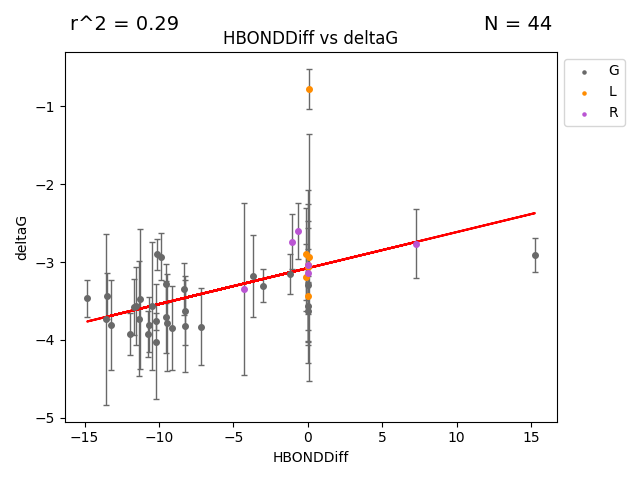 r^2 = 0.29
N = 44
HBONDDiff vs deltaG
G
L
R
−1
−2
−3
−4
−5
deltaG
−15 −10 −5 0 5 10 15
HBONDDiff